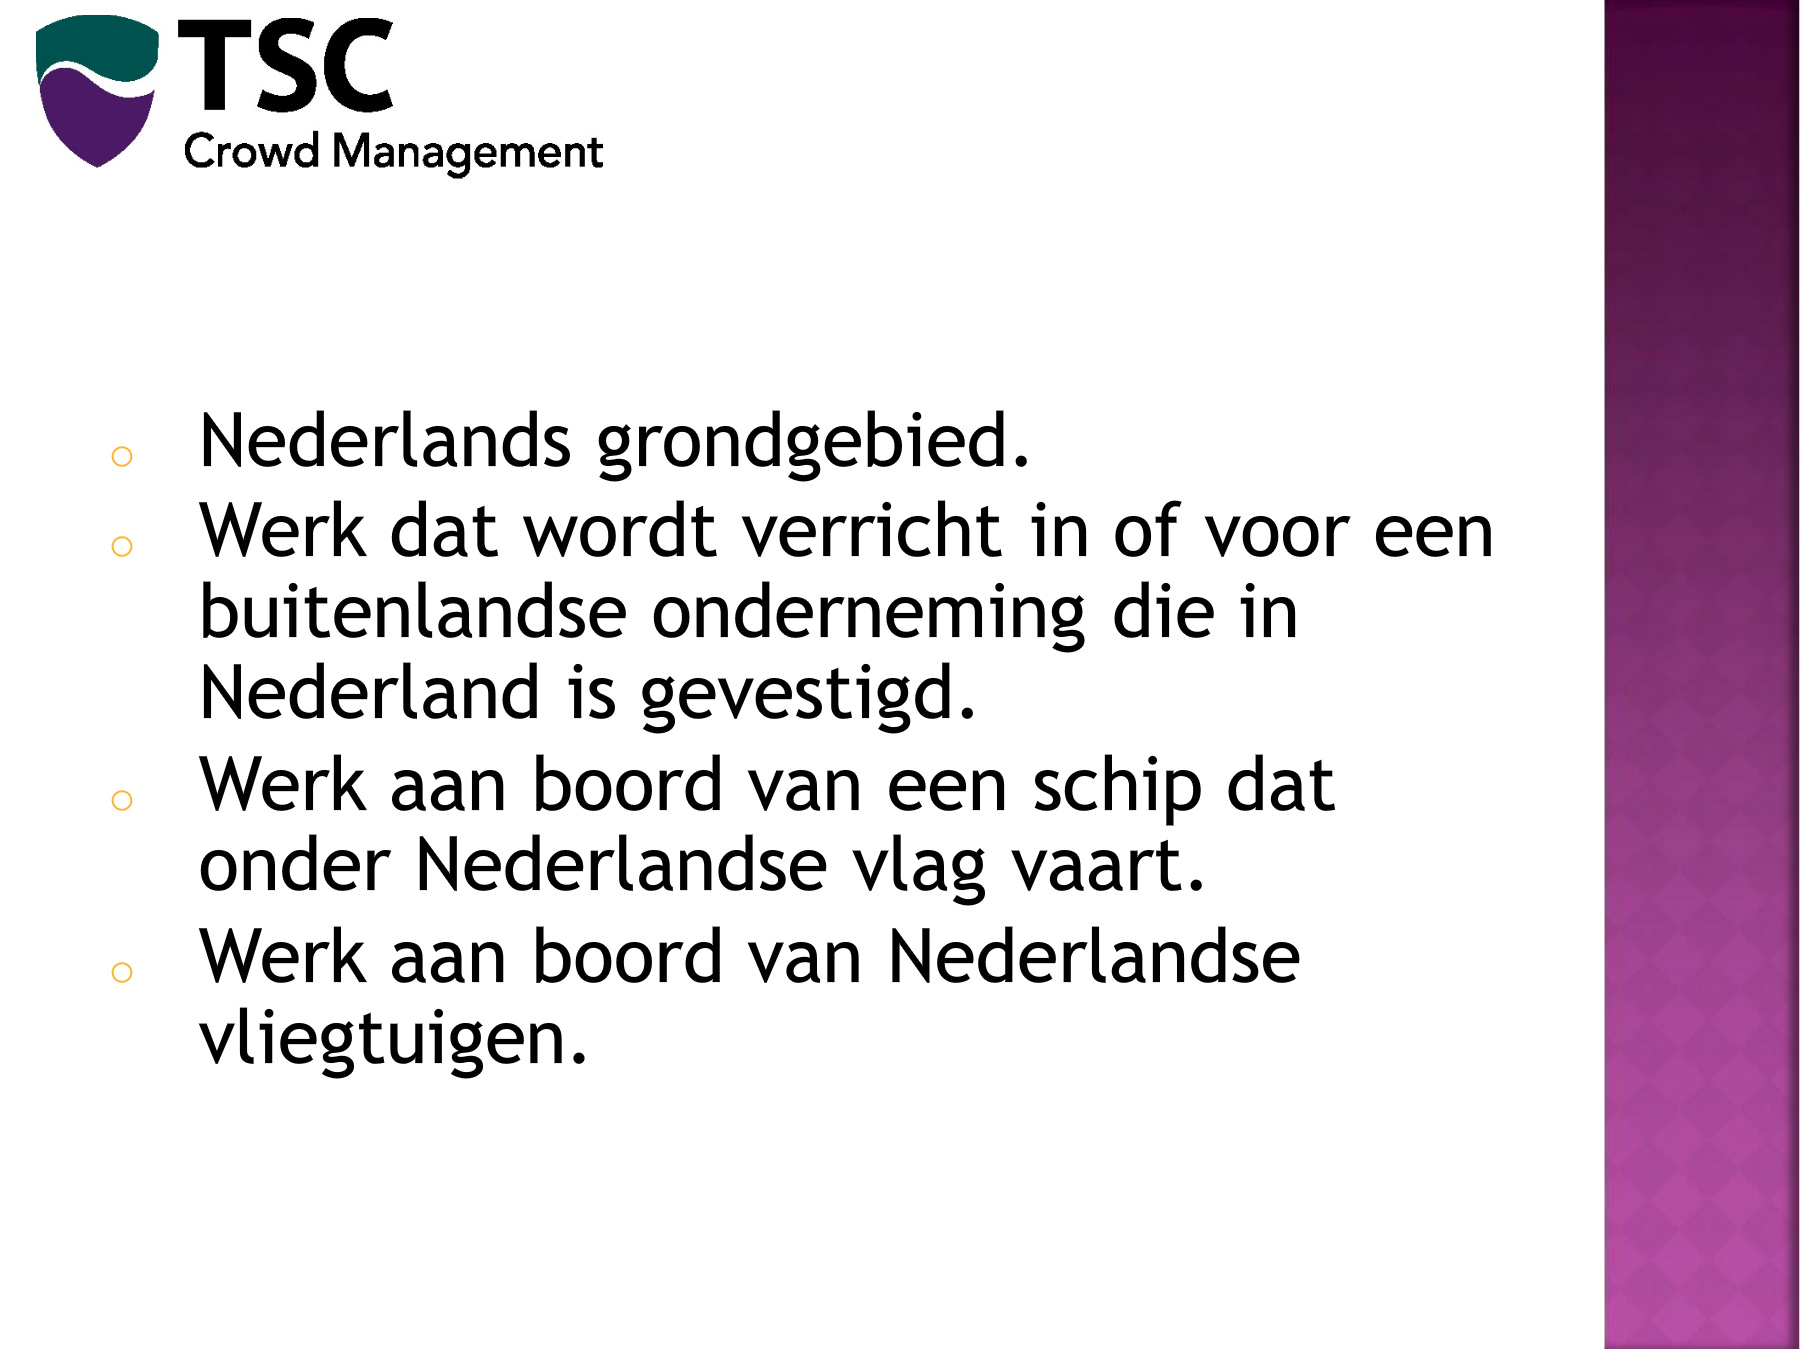 TSC
Crowd Management
o Nederlands grondgebied.
o Werk dat wordt verricht in of voor een
buitenlandse onderneming die in
Nederland is gevestigd.
o Werk aan boord van een schip dat
onder Nederlandse vlag vaart.
o Werk aan boord van Nederlandse
vliegtuigen.